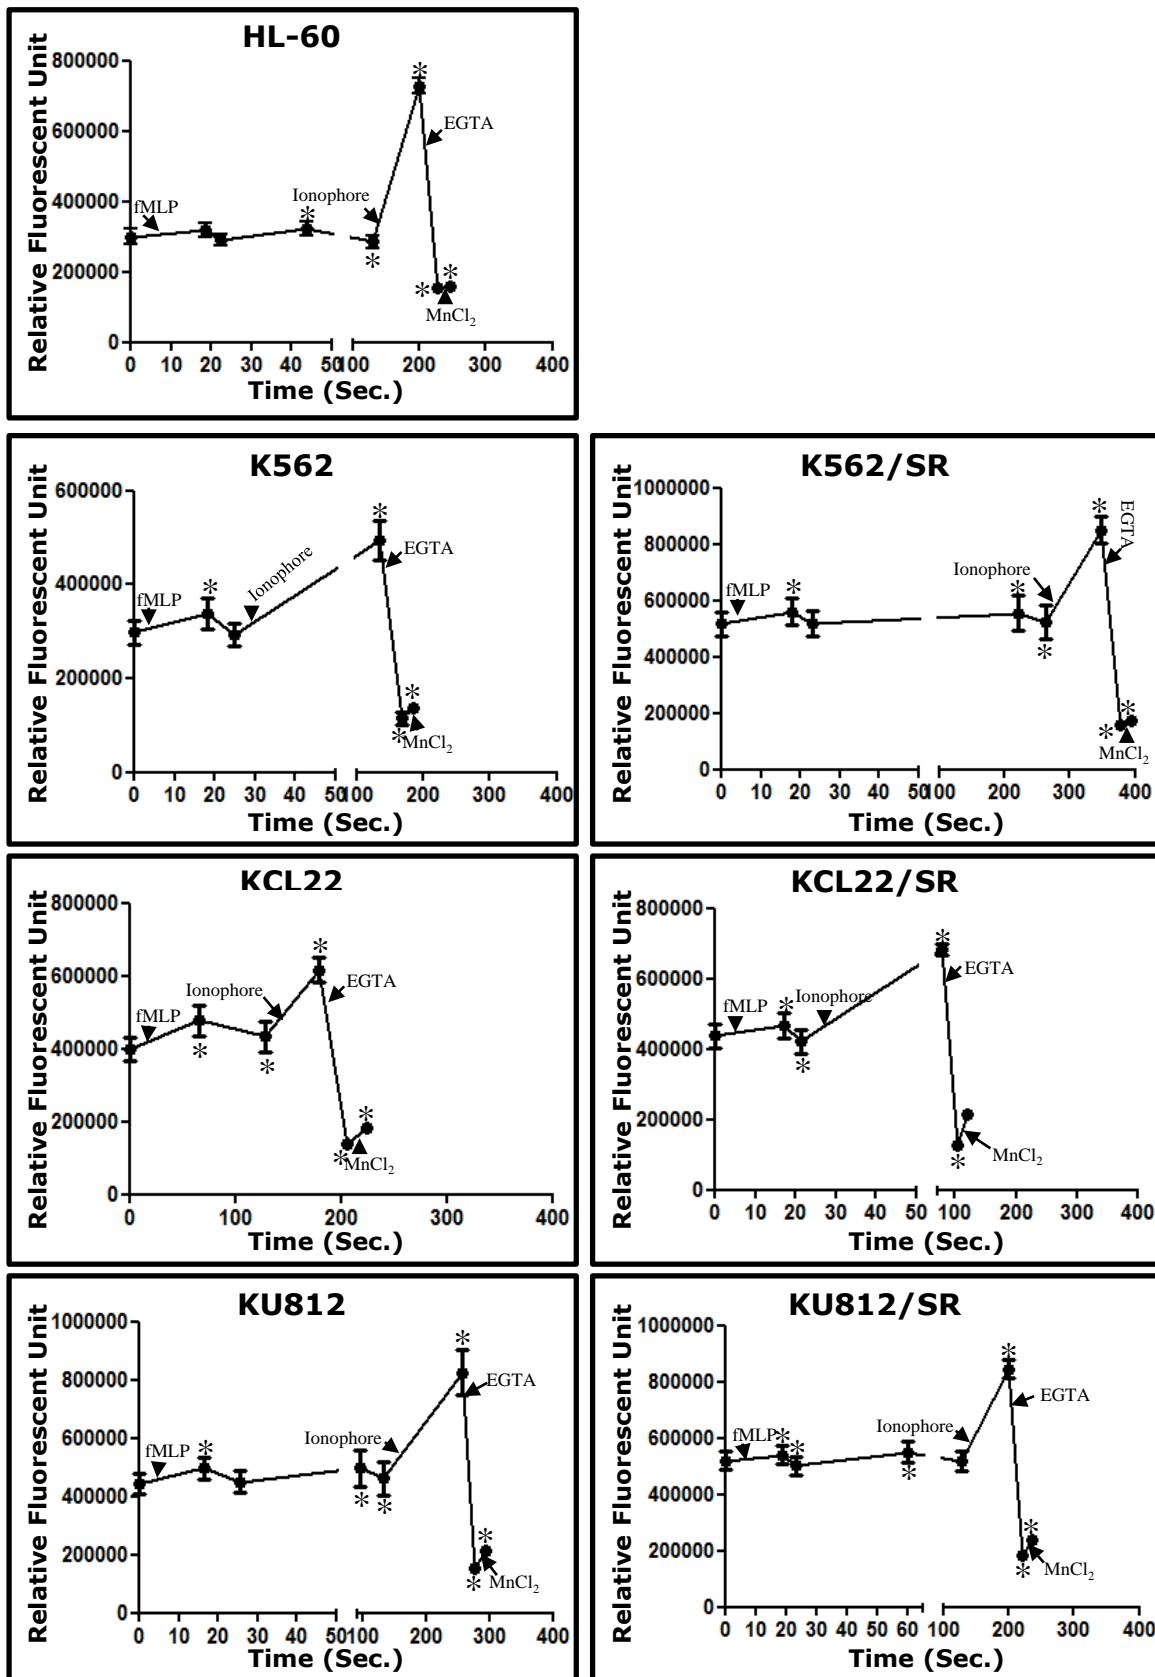 HL-60
Relative Fluorescent Unit
800000
600000
400000
200000
0
fMLP
*
Ionophore
*
*
EGTA
*
*
MnCl₂
0 10 20 30 40 50 100 200 300 400
Time (Sec.)
K562
Relative Fluorescent Unit
600000
400000
200000
0
fMLP
*
Ionophore
*
EGTA
*
*
MnCl₂
0 10 20 30 40 50 100 200 300 400
Time (Sec.)
K562/SR
Relative Fluorescent Unit
1000000
800000
600000
400000
200000
0
fMLP
*
*
Ionophore
*
*
EGTA
*
*
MnCl₂
0 10 20 30 40 50 100 200 300 400
Time (Sec.)
KCL22
Relative Fluorescent Unit
800000
600000
400000
200000
0
fMLP
*
Ionophore
*
*
EGTA
*
*
MnCl₂
0 100 200 300 400
Time (Sec.)
KCL22/SR
Relative Fluorescent Unit
800000
600000
400000
200000
0
fMLP
*
*
Ionophore
*
EGTA
*
MnCl₂
0 10 20 30 40 50 100 200 300 400
Time (Sec.)
KU812
Relative Fluorescent Unit
1000000
800000
600000
400000
200000
0
fMLP
*
Ionophore
*
*
*
EGTA
*
*
MnCl₂
0 10 20 30 40 50 100 200 300 400
Time (Sec.)
KU812/SR
Relative Fluorescent Unit
1000000
800000
600000
400000
200000
0
fMLP
*
*
*
Ionophore
*
EGTA
*
*
MnCl₂
0 10 20 30 40 50 60 100 200 300 400
Time (Sec.)